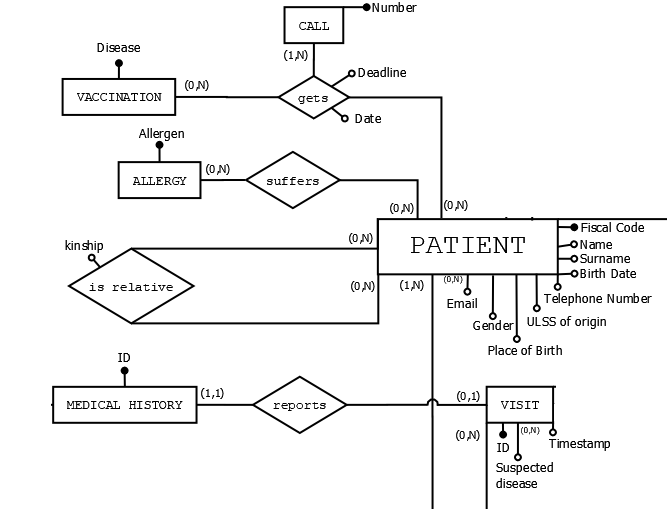 Number
CALL
(1,N)
Disease
(0,N)
VACCINATION
gets
Deadline
Date
Allergen
(0,N)
ALLERGY
suffers
(0,N)
(0,N)
kinship
(0,N)
PATIENT
Fiscal Code
Name
Surname
Birth Date
is relative
(0,N)
(1,N)
(0,N)
Telephone Number
Email
ULSS of origin
Gender
Place of Birth
ID
(1,1)
MEDICAL HISTORY
reports
(0,1)
VISIT
(0,N)
(0,N)
Timestamp
ID
Suspected
disease